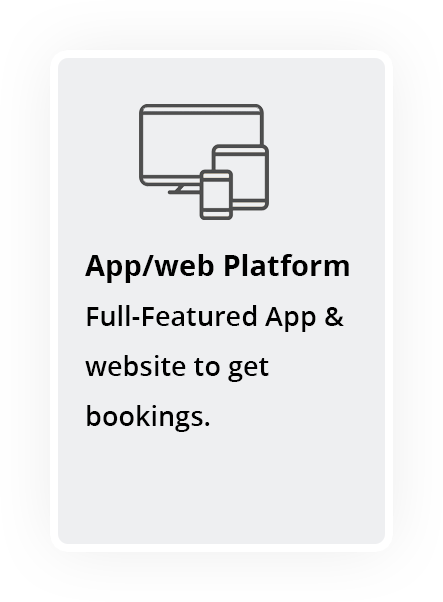 App/web Platform
Full-Featured App &
website to get
bookings.